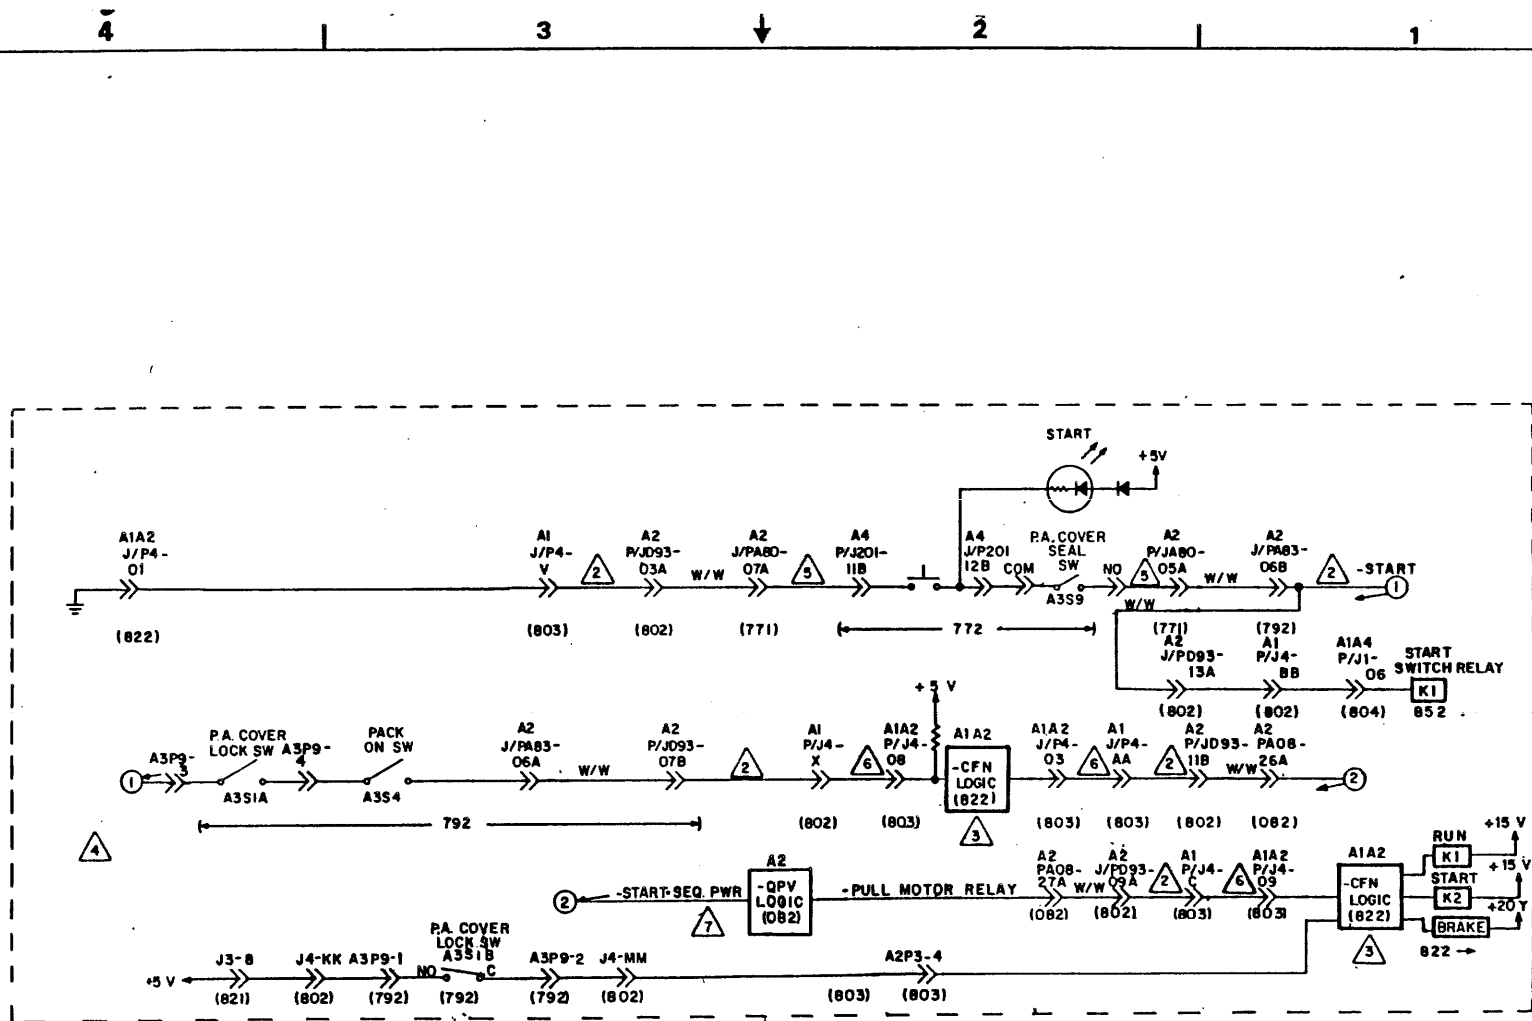 4 3 2 1
START
+5V
A1A2 J/P4- 01
A1 J/P4- V
2
A2 P/JD93- 03A
W/W
A2 J/PA80- 07A
5
A4 P/J201- 11B
A4 J/P201 12B
COM
P.A. COVER SEAL SW
A3S9
NO
5
A2 P/JA80- 05A
W/W
A2 J/PA83- 06B
2
-START
1
W/W
(822) (803) (802) (771) 772 (771) (792)
A2 J/PD93- 13A
A1 P/J4- BB
A1A4 P/J1- 06
START SWITCH RELAY
K1
(802) (802) (804) 852
+5 V
1
A3P9- 3
P.A. COVER LOCK SW
A3S1A
A3P9- 4
PACK ON SW
A3S4
A2 J/PA83- 06A
W/W
A2 P/JD93- 07B
2
A1 P/J4- X
6
A1A2 P/J4- 08
A1A2
-CFN LOGIC (822)
3
A1A2 J/P4- 03
6
A1 J/P4- AA
2
A2 P/JD93- 11B
W/W
A2 PA08- 26A
2
792 (802) (803) (803) (803) (802) (082)
4
2
-START-SEQ. PWR
7
A2
-QPV LOGIC (082)
-PULL MOTOR RELAY
A2 PA08- 27A
W/W
A2 J/PD93- 09A
2
A1 P/J4- C
6
A1A2 P/J4- 09
(082) (802) (803) (803)
A1A2
-CFN LOGIC (822)
3
RUN
K1
+15 V
START
K2
+15 V
BRAKE
+20 V
822
+5 V
J3-8
J4-KK
A3P9-1
NO
P.A. COVER LOCK SW A3S1B
C
A3P9-2
J4-MM
A2P3-4
(821) (802) (792) (792) (792) (802) (803) (803)